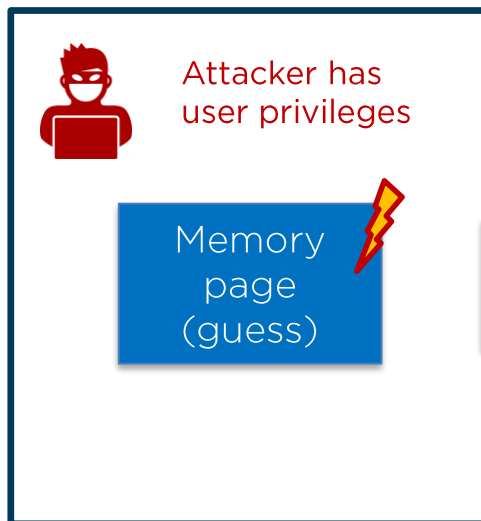 Attacker has
user privileges
Memory
page
(guess)